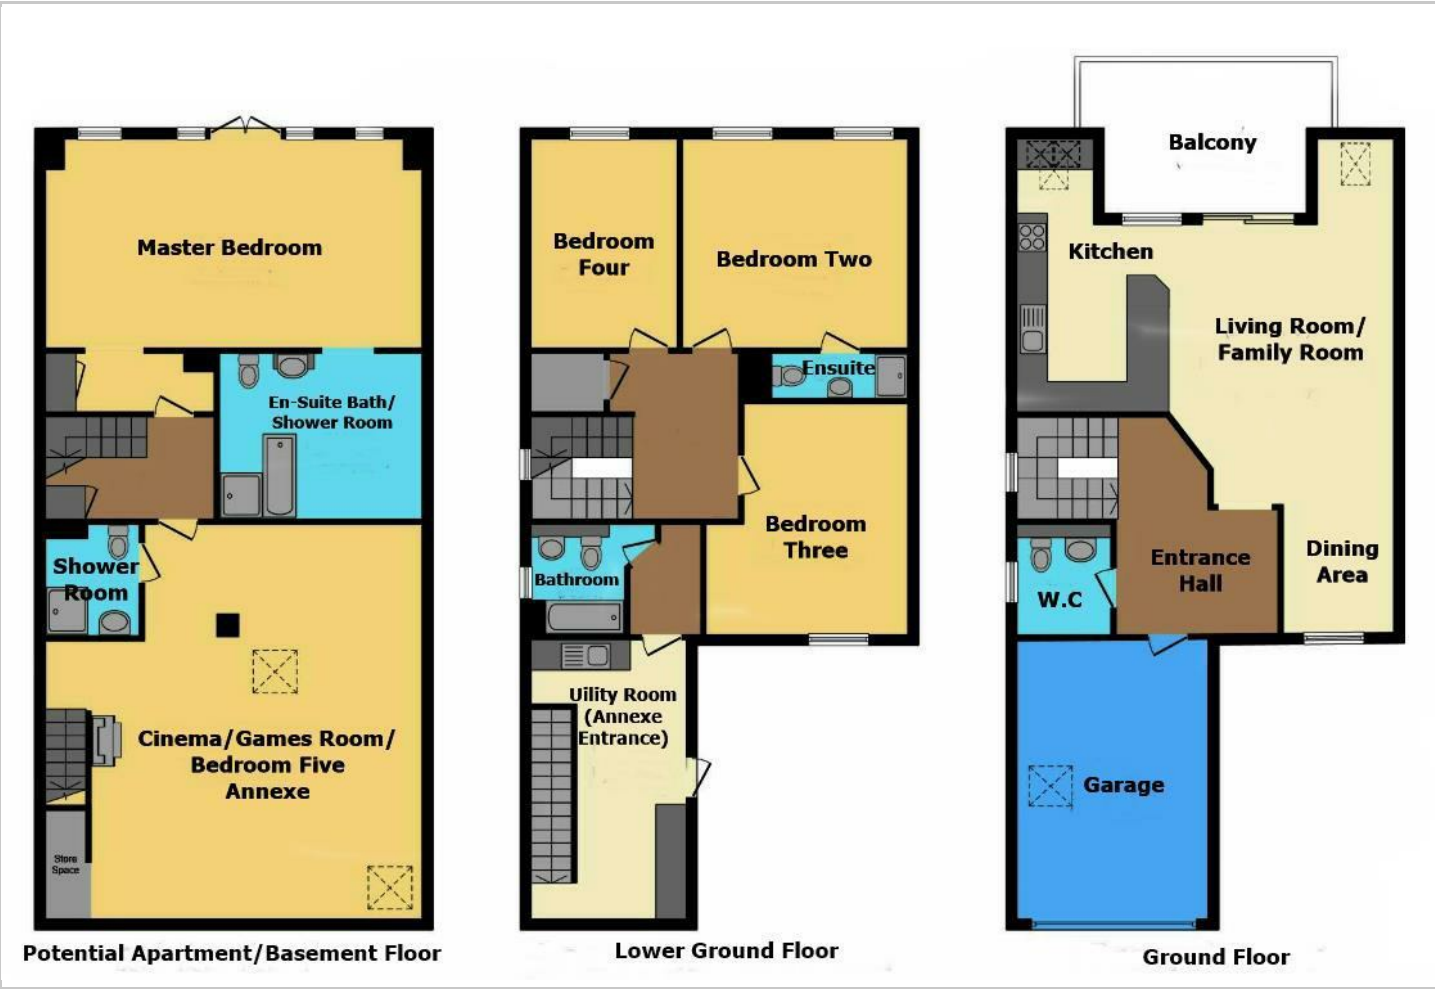 Master Bedroom
En-Suite Bath/
Shower Room
Shower
Room
Cinema/Games Room/
Bedroom Five
Annexe
Store
Space
Potential Apartment/Basement Floor
Bedroom
Four
Bedroom Two
Ensuite
Bedroom
Three
Bathroom
Utility Room
(Annexe
Entrance)
Lower Ground Floor
Balcony
Kitchen
Living Room/
Family Room
Dining
Area
Entrance
Hall
W.C
Garage
Ground Floor